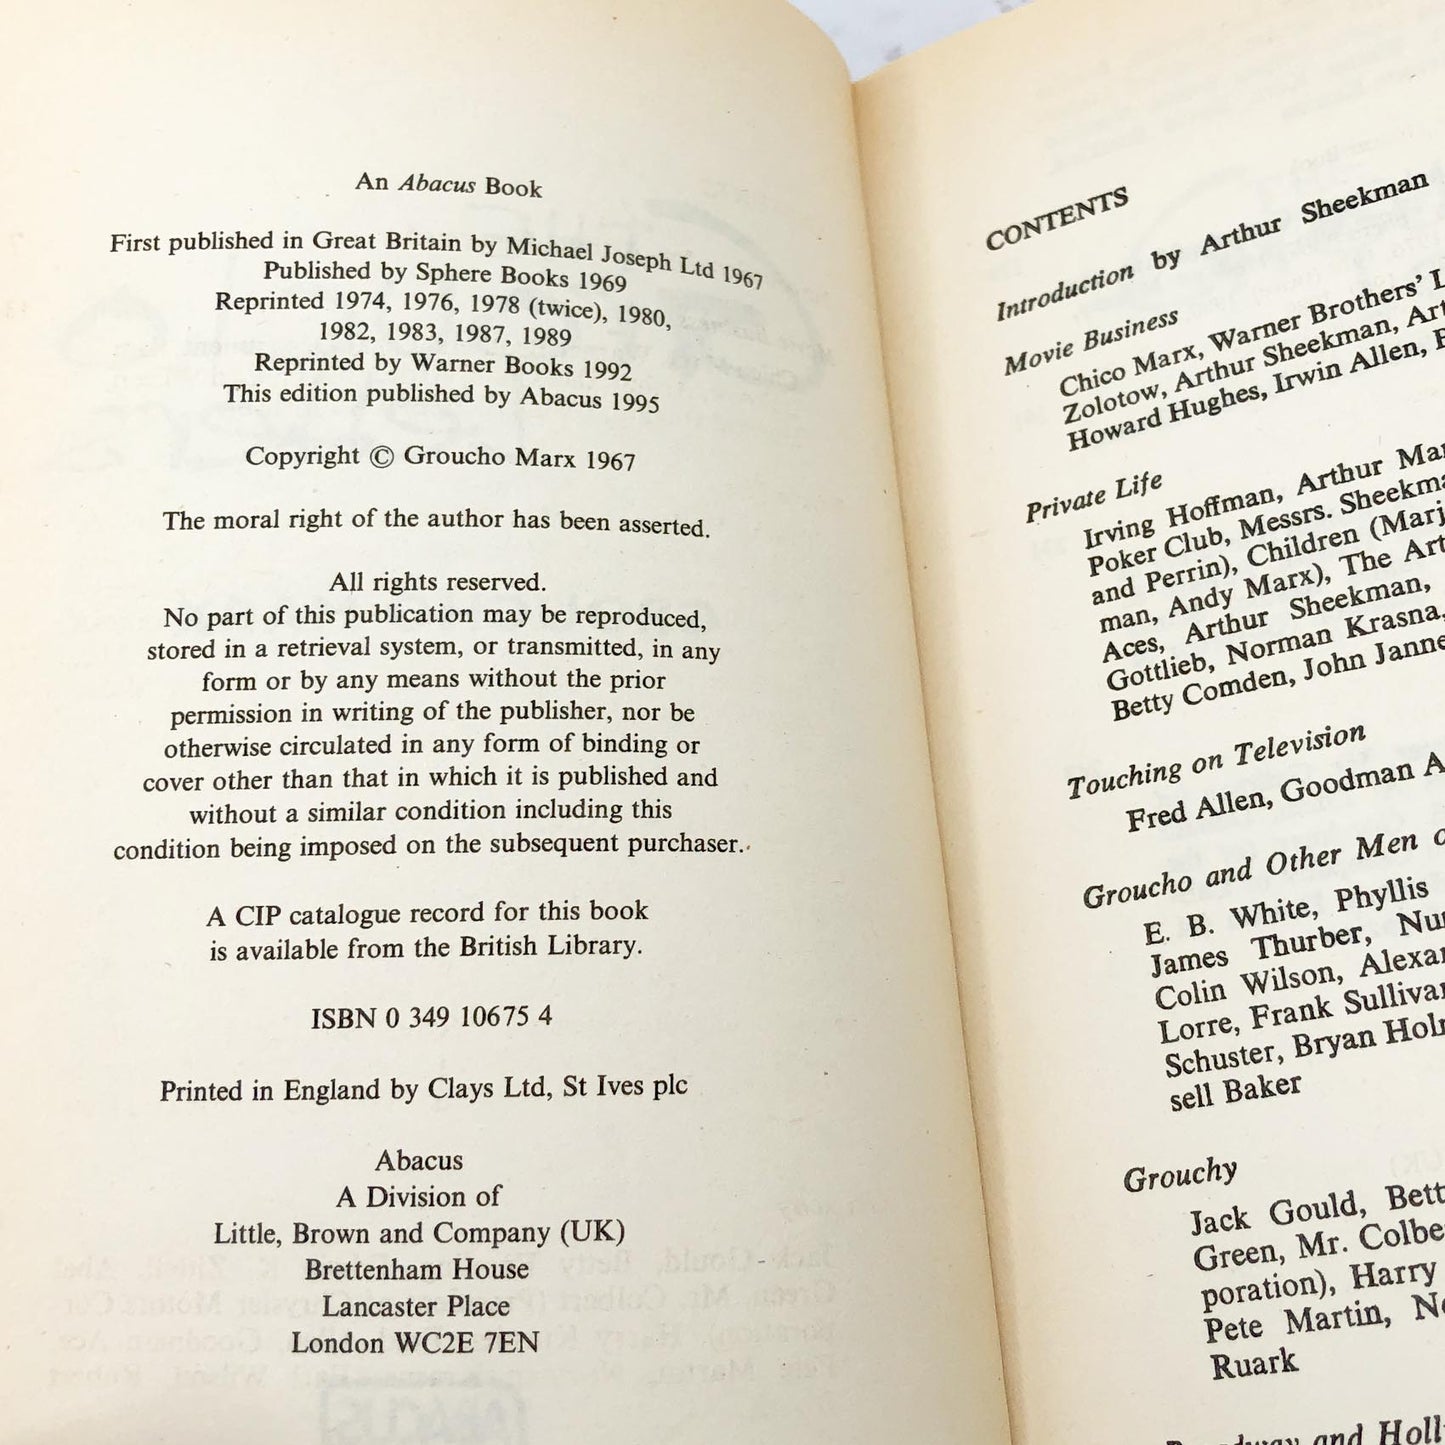 An Abacus Book
First published in Great Britain by Michael Joseph Ltd 1967
Published by Sphere Books 1969
Reprinted 1974, 1976, 1978 (twice), 1980,
1982, 1983, 1987, 1989
Reprinted by Warner Books 1992
This edition published by Abacus 1995
Copyright © Groucho Marx 1967
The moral right of the author has been asserted.
All rights reserved.
No part of this publication may be reproduced,
stored in a retrieval system, or transmitted, in any
form or by any means without the prior
permission in writing of the publisher, nor be
otherwise circulated in any form of binding or
cover other than that in which it is published and
without a similar condition including this
condition being imposed on the subsequent purchaser.
A CIP catalogue record for this book
is available from the British Library.
ISBN 0 349 10675 4
Printed in England by Clays Ltd, St Ives plc
Abacus
A Division of
Little, Brown and Company (UK)
Brettenham House
Lancaster Place
London WC2E 7EN
CONTENTS
Introduction by Arthur Sheekman
Movie Business
Chico Marx, Warner Brothers'
Zolotow, Arthur Sheekman,
Howard Hughes, Irwin Allen,
Private Life
Irving Hoffman, Arthur
Poker Club, Messrs.
and Perrin), Children
man, Andy Marx), The
Aces, Arthur Sheekman,
Gottlieb, Norman Krasna,
Betty Comden, John
Touching on Television
Fred Allen, Goodman
Groucho and Other Men
E. B. White, Phyllis
James Thurber,
Colin Wilson,
Lorre, Frank
Schuster, Bryan
sell Baker
Grouchy
Jack Gould,
Green, Mr.
poration), Harry
Pete Martin,
Ruark
and